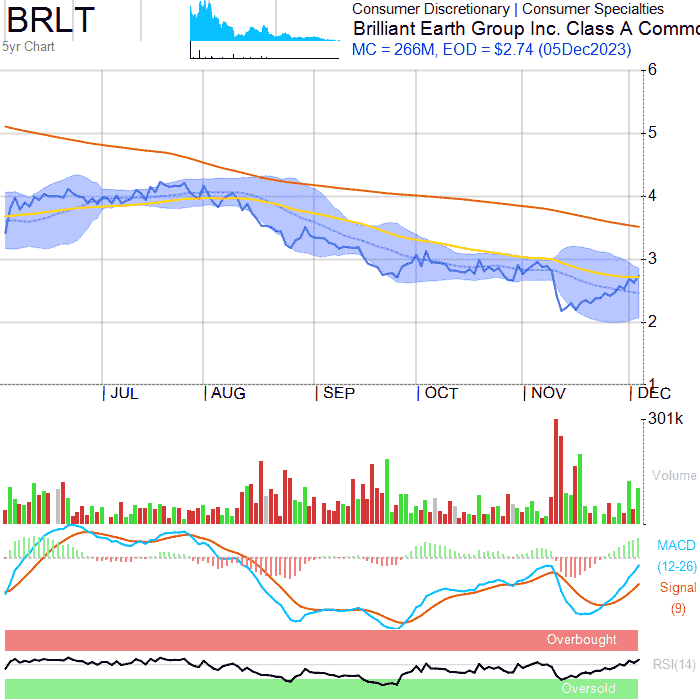 BRLT
5yr Chart
Consumer Discretionary | Consumer Specialties
Brilliant Earth Group Inc. Class A Commo
MC = 266M, EOD = $2.74 (05Dec2023)
6
5
4
3
2
1
JUL
AUG
SEP
OCT
NOV
DEC
301k
Volume
MACD
(12-26)
Signal
(9)
Overbought
RSI(14)
Oversold